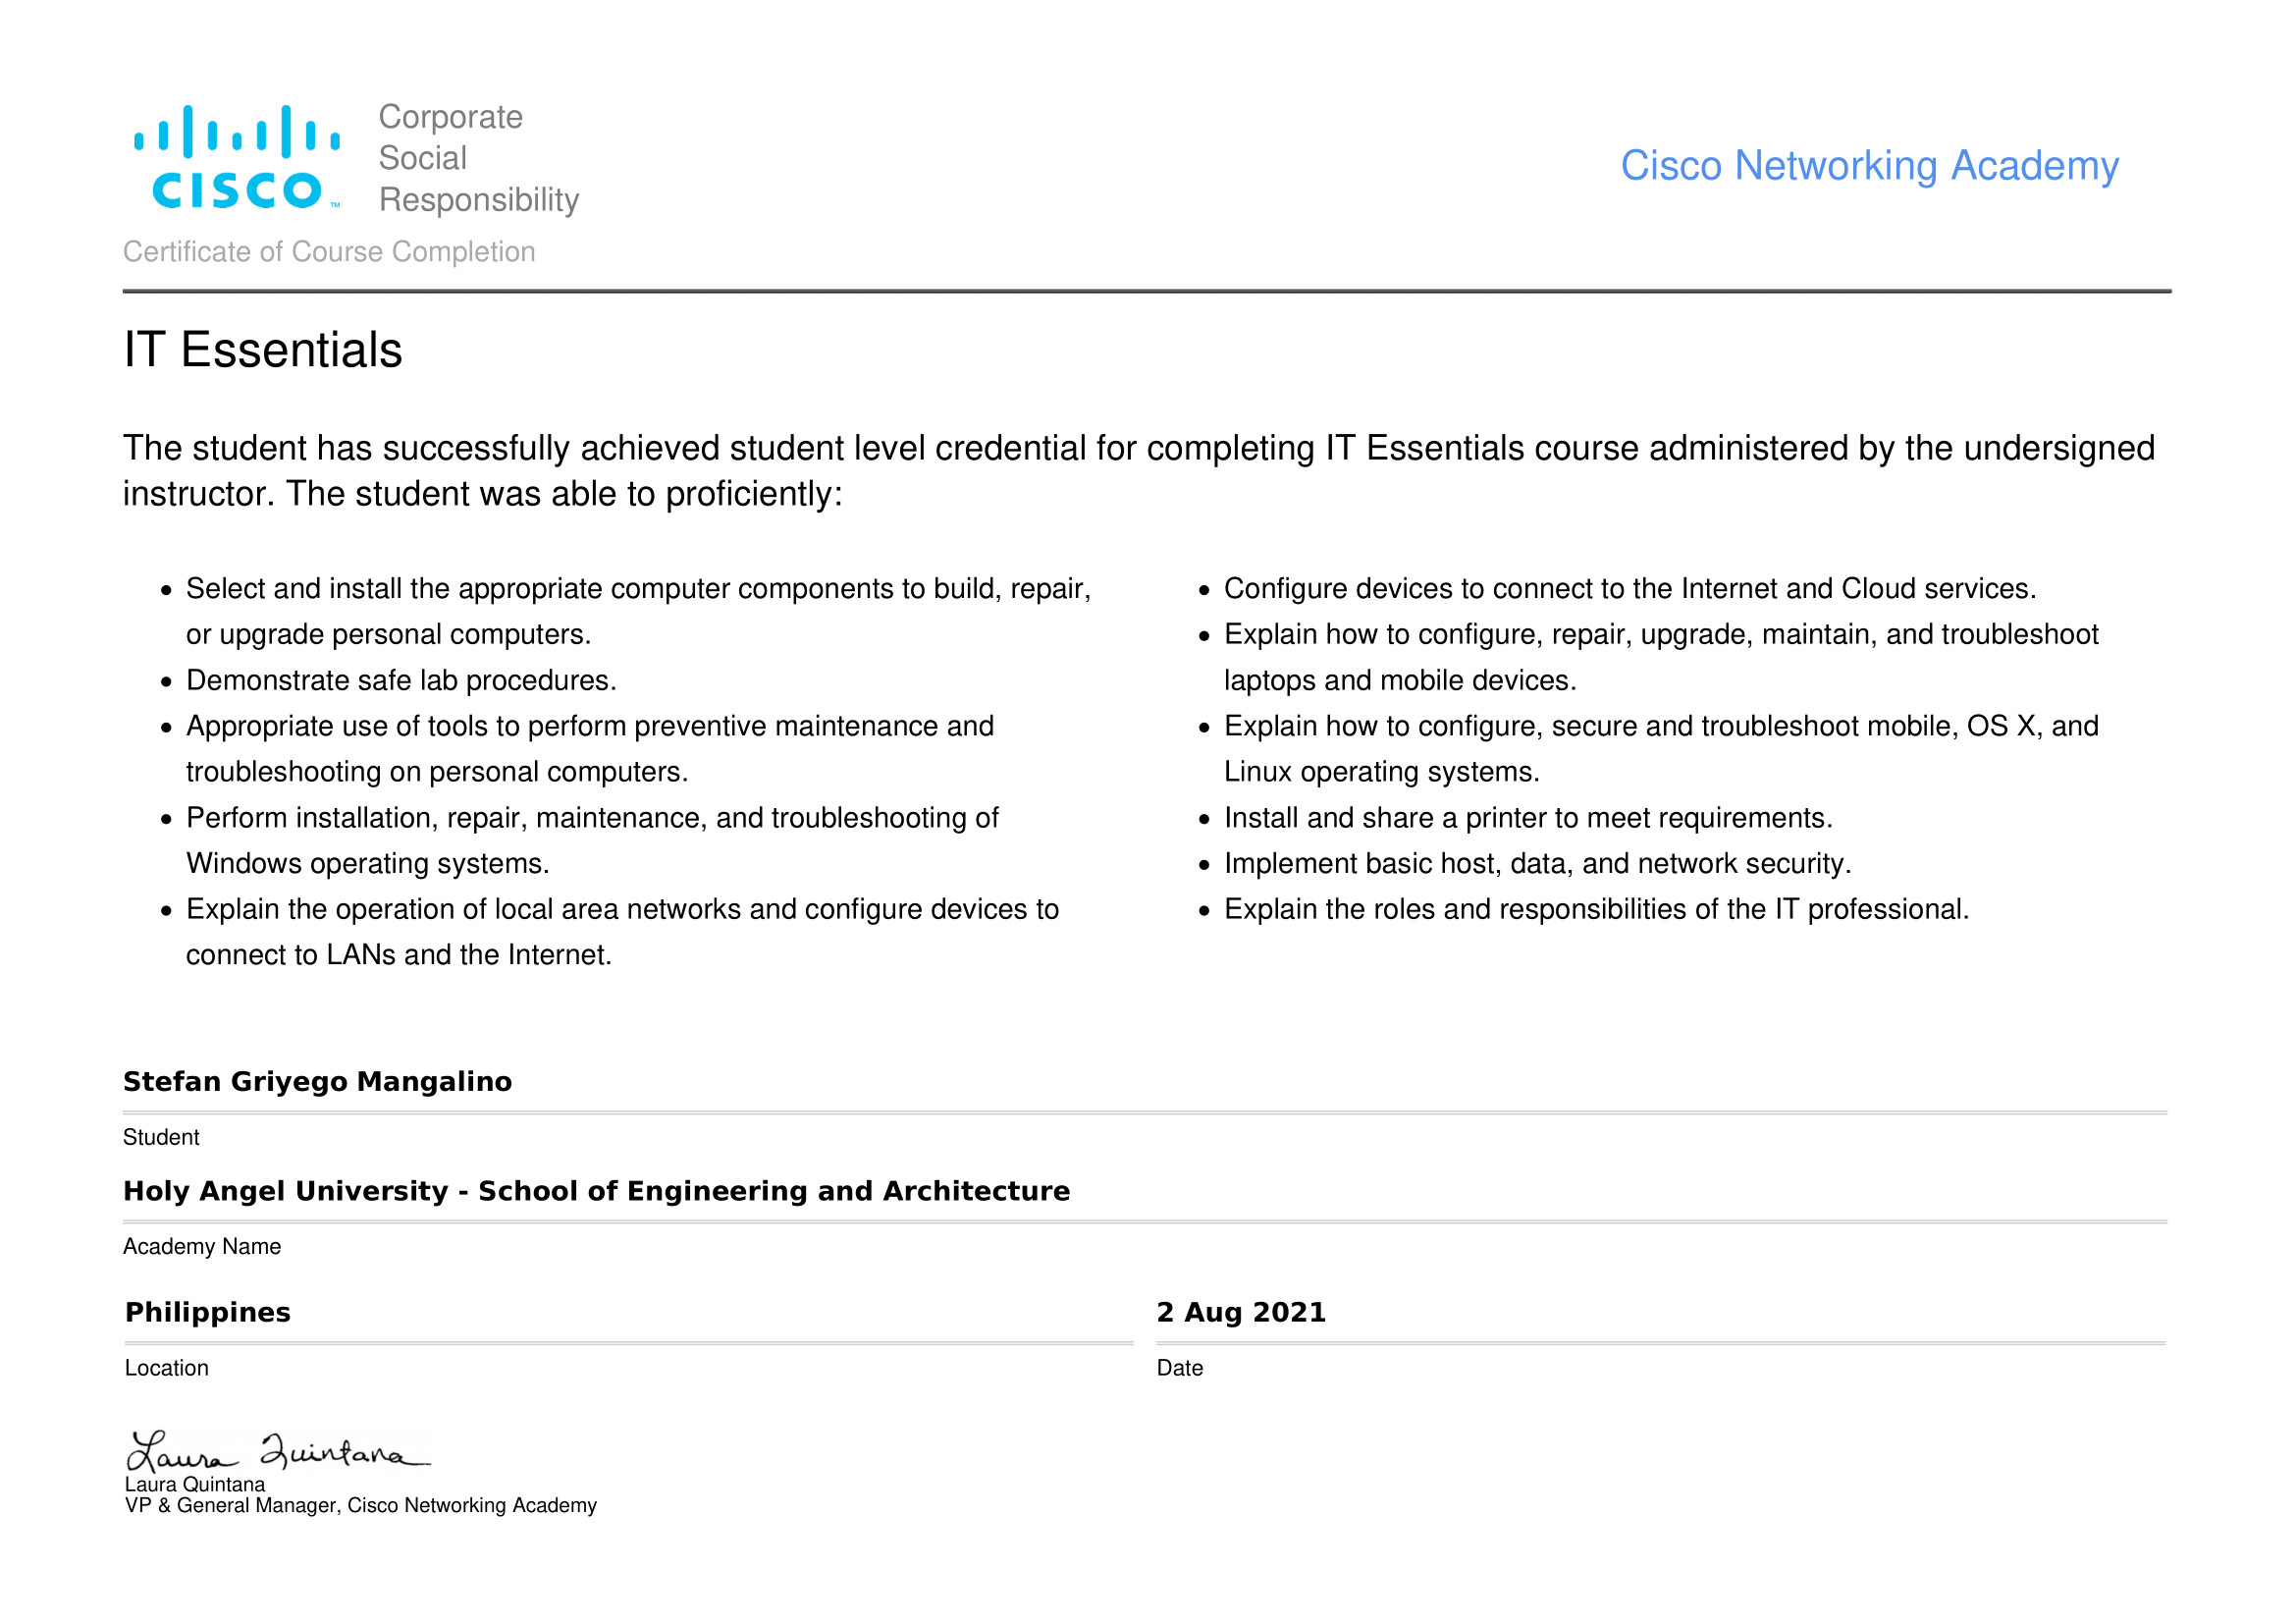 CISCO™
Corporate
Social
Responsibility
Cisco Networking Academy
Certificate of Course Completion
IT Essentials
The student has successfully achieved student level credential for completing IT Essentials course administered by the undersigned
instructor. The student was able to proficiently:
• Select and install the appropriate computer components to build, repair,
or upgrade personal computers.
• Demonstrate safe lab procedures.
• Appropriate use of tools to perform preventive maintenance and
troubleshooting on personal computers.
• Perform installation, repair, maintenance, and troubleshooting of
Windows operating systems.
• Explain the operation of local area networks and configure devices to
connect to LANs and the Internet.
• Configure devices to connect to the Internet and Cloud services.
• Explain how to configure, repair, upgrade, maintain, and troubleshoot
laptops and mobile devices.
• Explain how to configure, secure and troubleshoot mobile, OS X, and
Linux operating systems.
• Install and share a printer to meet requirements.
• Implement basic host, data, and network security.
• Explain the roles and responsibilities of the IT professional.
Stefan Griyego Mangalino
Student
Holy Angel University - School of Engineering and Architecture
Academy Name
Philippines
Location
2 Aug 2021
Date
Laura Quintana
Laura Quintana
VP & General Manager, Cisco Networking Academy